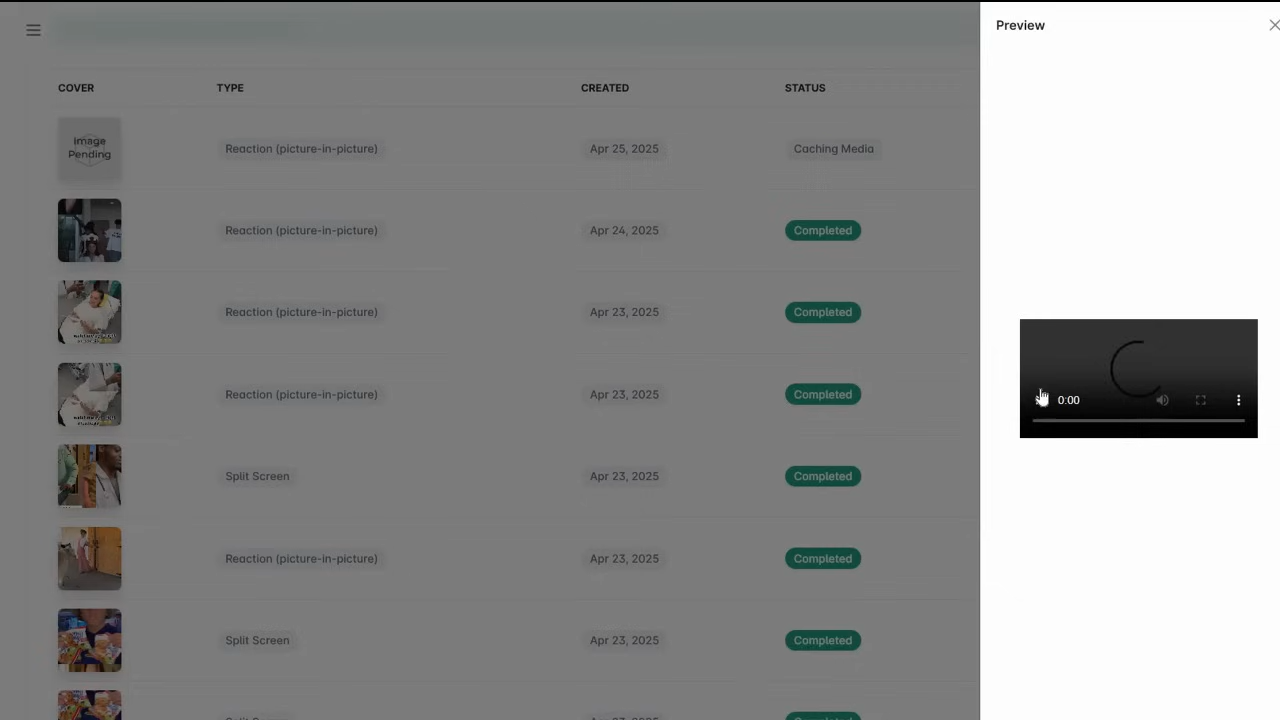 Preview
COVER TYPE CREATED STATUS
Image
Pending
Reaction (picture-in-picture) Apr 25, 2025 Caching Media
Reaction (picture-in-picture) Apr 24, 2025 Completed
Reaction (picture-in-picture) Apr 23, 2025 Completed
Reaction (picture-in-picture) Apr 23, 2025 Completed
0:00
Split Screen Apr 23, 2025 Completed
Reaction (picture-in-picture) Apr 23, 2025 Completed
Split Screen Apr 23, 2025 Completed